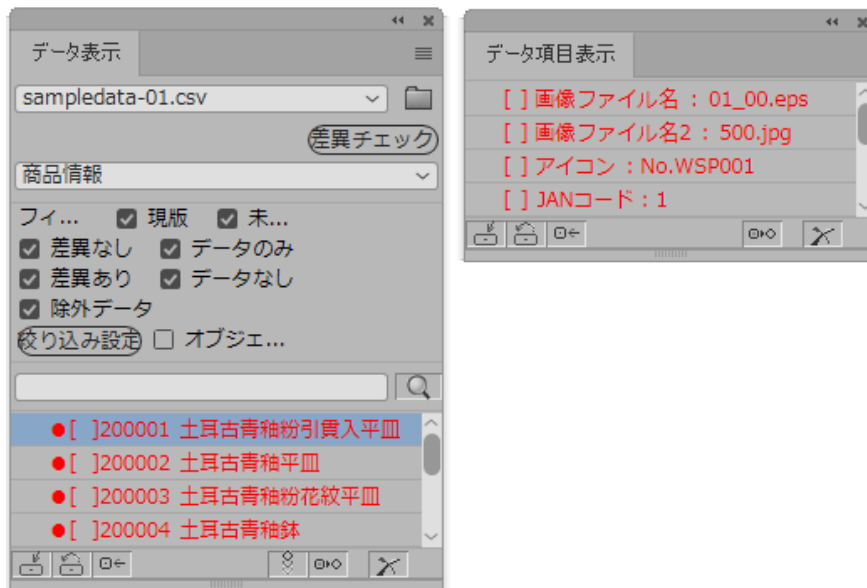 データ表示
sampledata-01.csv
差異チェック
商品情報
フィ... 現版 未...
差異なし データのみ
差異あり データなし
除外データ
絞り込み設定 オブジェ...
●[ ]200001 土耳古青釉粉引貫入平皿
●[ ]200002 土耳古青釉平皿
●[ ]200003 土耳古青釉粉花紋平皿
●[ ]200004 土耳古青釉鉢
データ項目表示
[ ] 画像ファイル名 : 01_00.eps
[ ] 画像ファイル名2 : 500.jpg
[ ] アイコン : No.WSP001
[ ] JANコード : 1